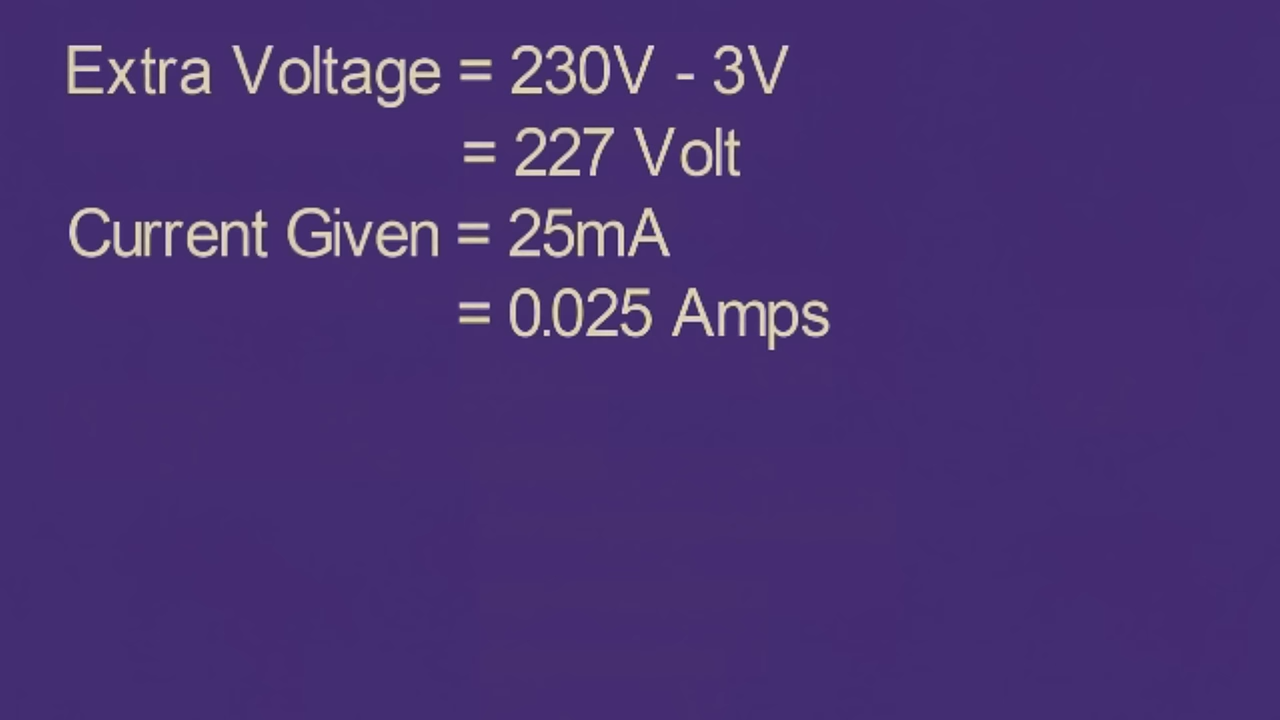 Extra Voltage = 230V - 3V
= 227 Volt
Current Given = 25mA
= 0.025 Amps